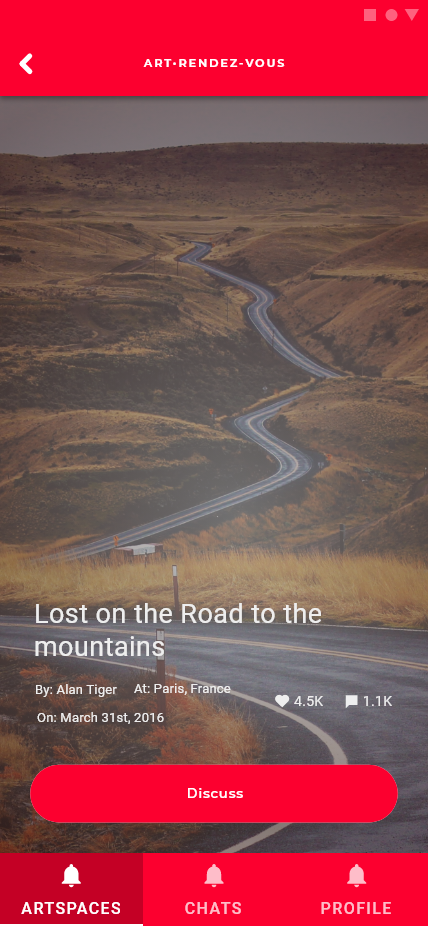 ART•RENDEZ-VOUS
Lost on the Road to the
mountains
By: Alan Tiger At: Paris, France
On: March 31st, 2016
4.5K 1.1K
Discuss
ARTSPACES CHATS PROFILE